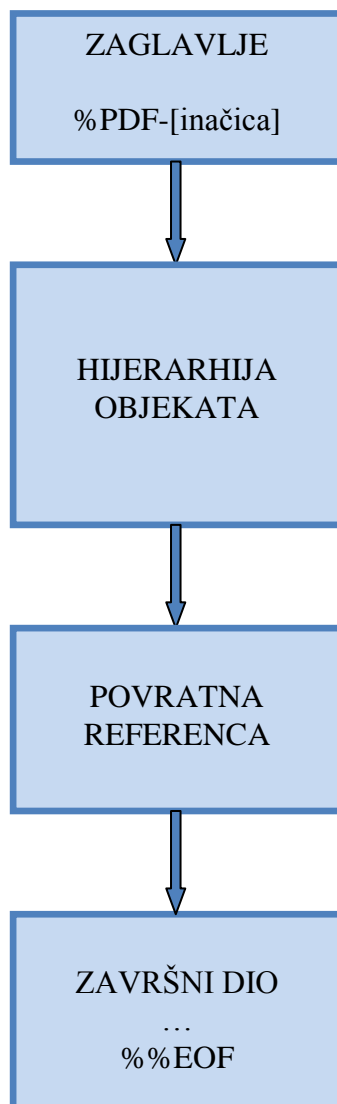 ZAGLAVLJE
%PDF-[inačica]
HIJERARHIJA
OBJEKATA
POVRATNA
REFERENCA
ZAVRŠNI DIO
…
%%EOF